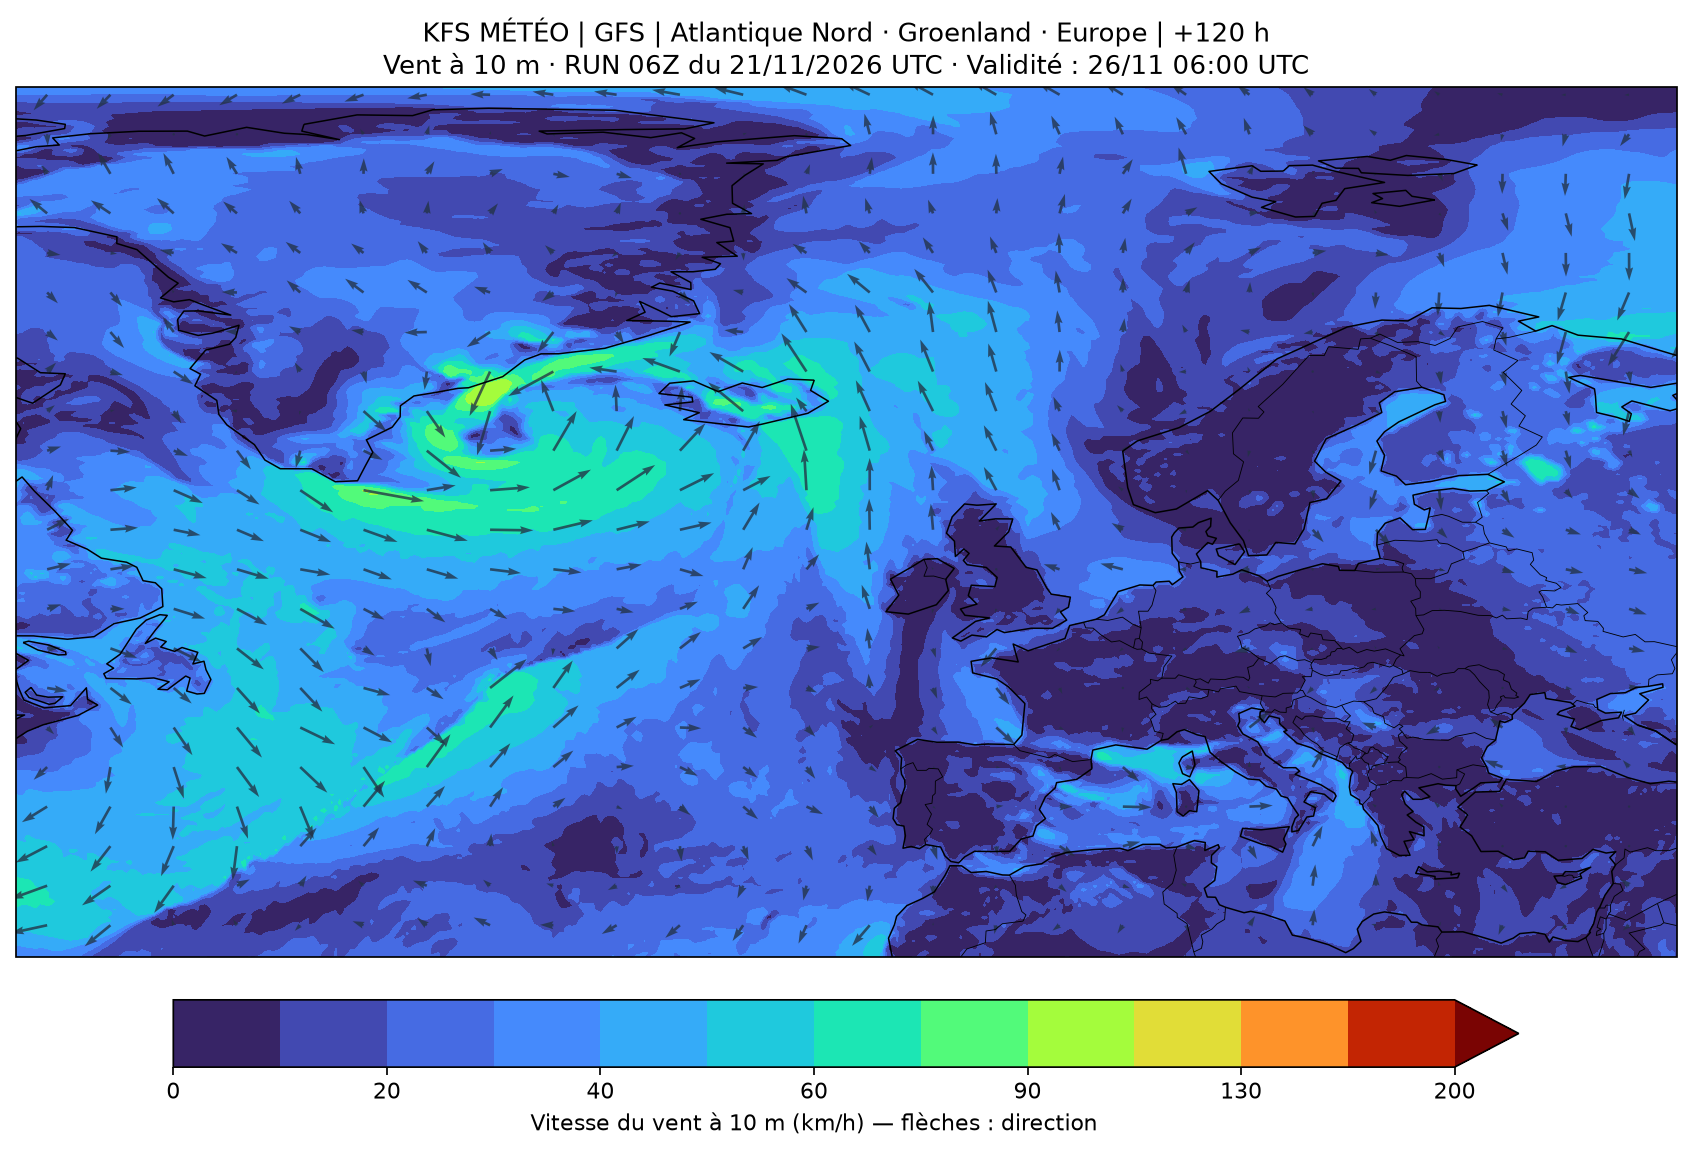 KFS MÉTÉO | GFS | Atlantique Nord · Groenland · Europe | +120 h
Vent à 10 m · RUN 06Z du 21/11/2026 UTC · Validité : 26/11 06:00 UTC
0 20 40 60 90 130 200
Vitesse du vent à 10 m (km/h) — flèches : direction